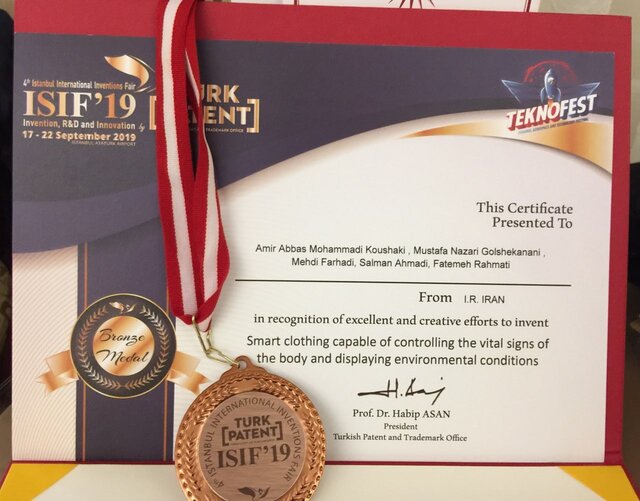 4th Istanbul International Inventions Fair
ISIF'19
Invention, R&D and Innovation by
17 - 22 September 2019
ISTANBUL ATATURK AIRPORT
TURK
PATENT
TRADEMARK OFFICE
TEKNOFEST
This Certificate
Presented To
Amir Abbas Mohammadi Koushaki , Mustafa Nazari Golshekanani ,
Mehdi Farhadi, Salman Ahmadi, Fatemeh Rahmati
From I.R. IRAN
in recognition of excellent and creative efforts to invent
Smart clothing capable of controlling the vital signs of
the body and displaying environmental conditions
Prof. Dr. Habip ASAN
President
Turkish Patent and Trademark Office
Bronze
Medal
4th ISTANBUL INTERNATIONAL INVENTIONS FAIR
TURK
PATENT
ISIF'19